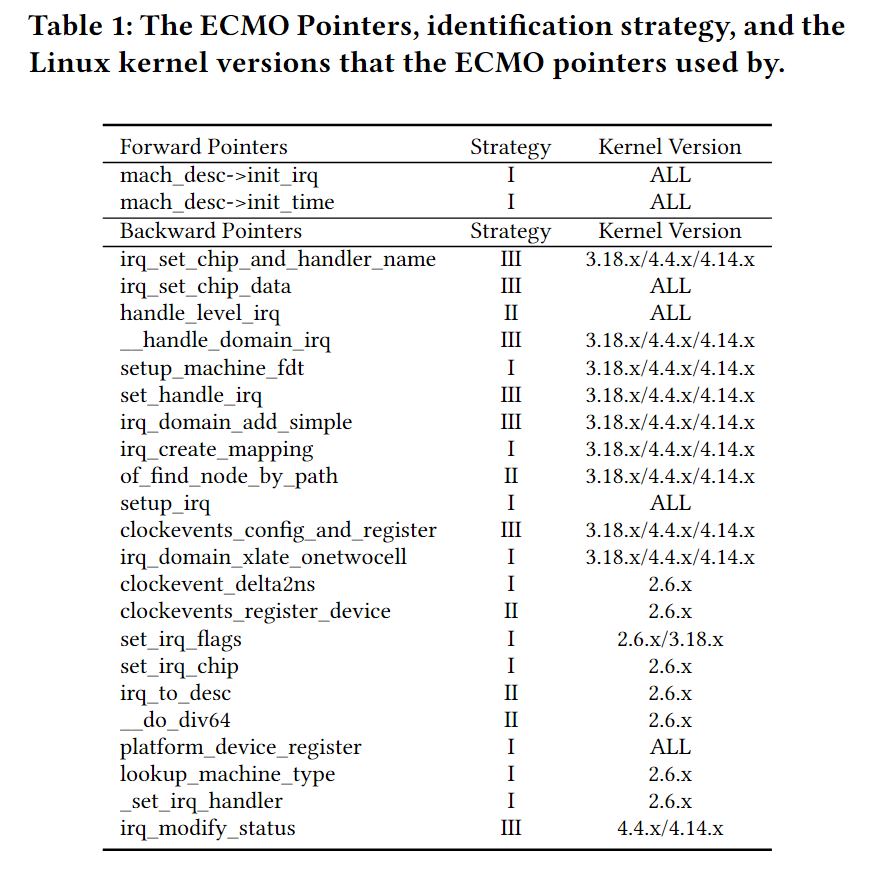 Table 1: The ECMO Pointers, identification strategy, and the
Linux kernel versions that the ECMO pointers used by.
Forward Pointers Strategy Kernel Version
mach_desc->init_irq I ALL
mach_desc->init_time I ALL
Backward Pointers Strategy Kernel Version
irq_set_chip_and_handler_name III 3.18.x/4.4.x/4.14.x
irq_set_chip_data III ALL
handle_level_irq II ALL
__handle_domain_irq III 3.18.x/4.4.x/4.14.x
setup_machine_fdt I 3.18.x/4.4.x/4.14.x
set_handle_irq III 3.18.x/4.4.x/4.14.x
irq_domain_add_simple III 3.18.x/4.4.x/4.14.x
irq_create_mapping I 3.18.x/4.4.x/4.14.x
of_find_node_by_path II 3.18.x/4.4.x/4.14.x
setup_irq I ALL
clockevents_config_and_register III 3.18.x/4.4.x/4.14.x
irq_domain_xlate_onetwocell I 3.18.x/4.4.x/4.14.x
clockevent_delta2ns I 2.6.x
clockevents_register_device II 2.6.x
set_irq_flags I 2.6.x/3.18.x
set_irq_chip I 2.6.x
irq_to_desc II 2.6.x
__do_div64 II 2.6.x
platform_device_register I ALL
lookup_machine_type I 2.6.x
_set_irq_handler I 2.6.x
irq_modify_status III 4.4.x/4.14.x